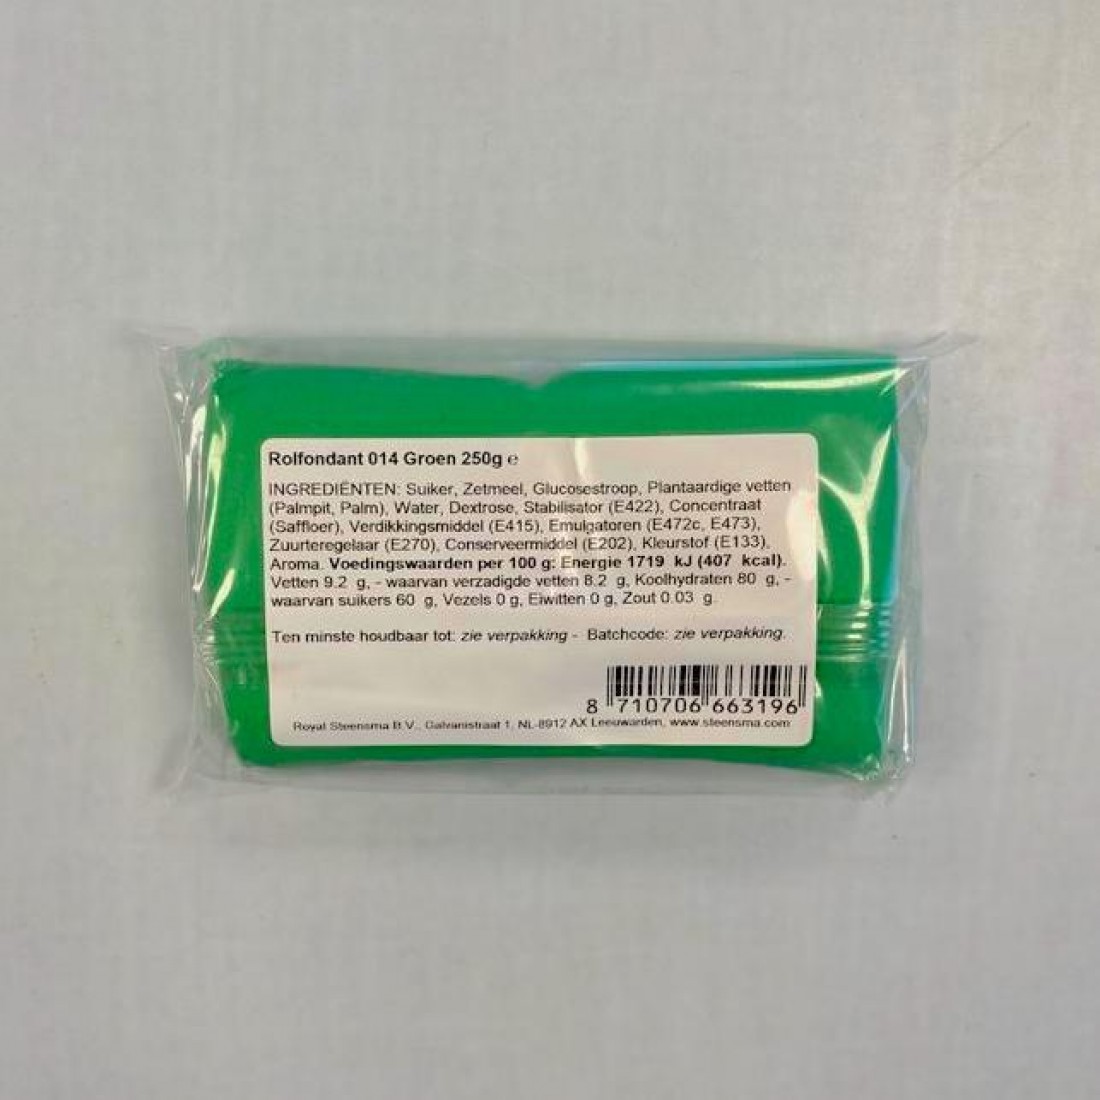 Rolfondant 014 Groen 250g ℮
INGREDIËNTEN: Suiker, Zetmeel, Glucosestroop, Plantaardige vetten
(Palmpit, Palm), Water, Dextrose, Stabilisator (E422), Concentraat
(Saffloer), Verdikkingsmiddel (E415), Emulgatoren (E472c, E473),
Zuurteregelaar (E270), Conserveermiddel (E202), Kleurstof (E133),
Aroma. Voedingswaarden per 100 g: Energie 1719 kJ (407 kcal).
Vetten 9.2 g, - waarvan verzadigde vetten 8.2 g, Koolhydraten 80 g, -
waarvan suikers 60 g, Vezels 0 g, Eiwitten 0 g, Zout 0.03 g.
Ten minste houdbaar tot: zie verpakking - Batchcode: zie verpakking.
8 710706 663196
Royal Steensma B.V., Galvanistraat 1, NL-8912 AX Leeuwarden, www.steensma.com